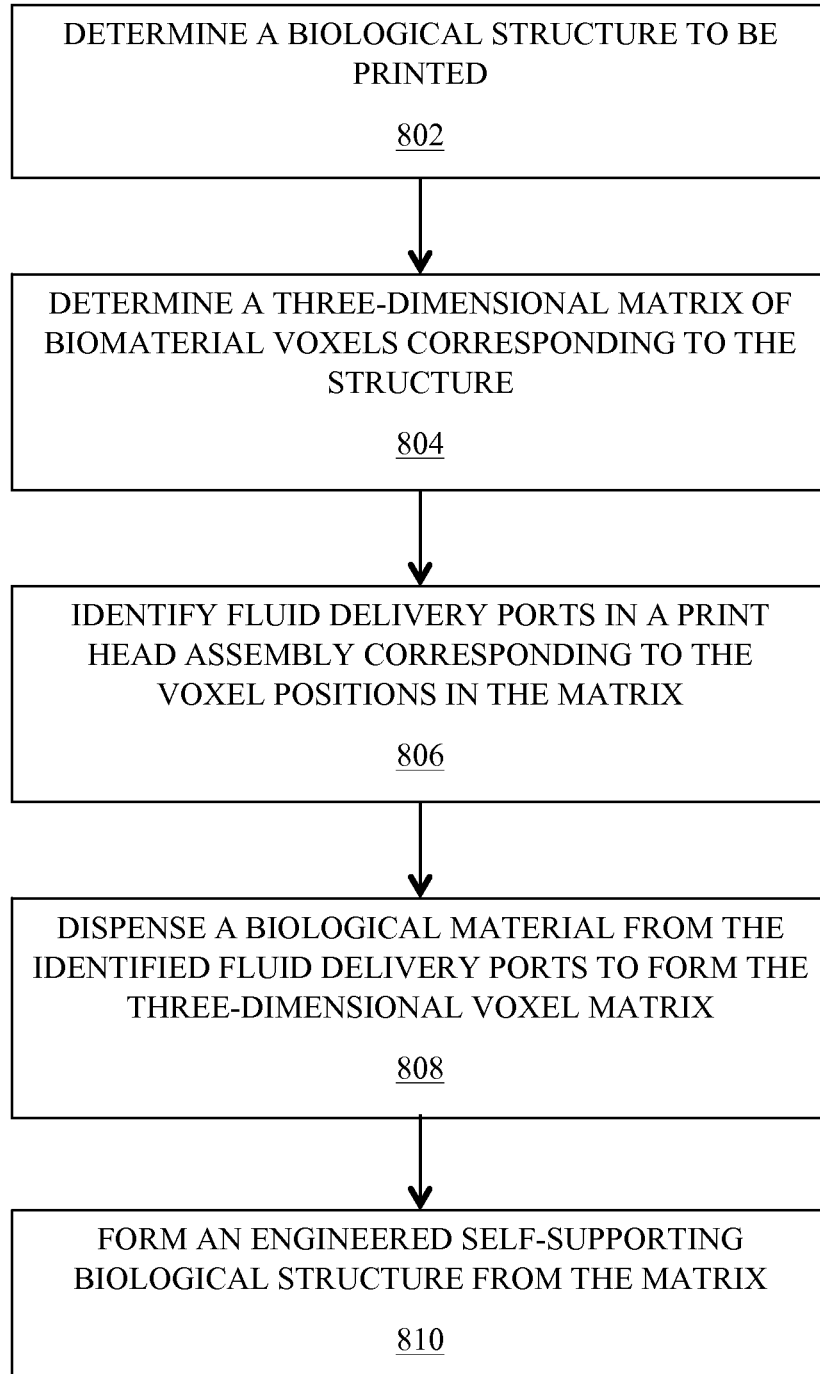 DETERMINE A BIOLOGICAL STRUCTURE TO BE
PRINTED
802
DETERMINE A THREE-DIMENSIONAL MATRIX OF
BIOMATERIAL VOXELS CORRESPONDING TO THE
STRUCTURE
804
IDENTIFY FLUID DELIVERY PORTS IN A PRINT
HEAD ASSEMBLY CORRESPONDING TO THE
VOXEL POSITIONS IN THE MATRIX
806
DISPENSE A BIOLOGICAL MATERIAL FROM THE
IDENTIFIED FLUID DELIVERY PORTS TO FORM THE
THREE-DIMENSIONAL VOXEL MATRIX
808
FORM AN ENGINEERED SELF-SUPPORTING
BIOLOGICAL STRUCTURE FROM THE MATRIX
810